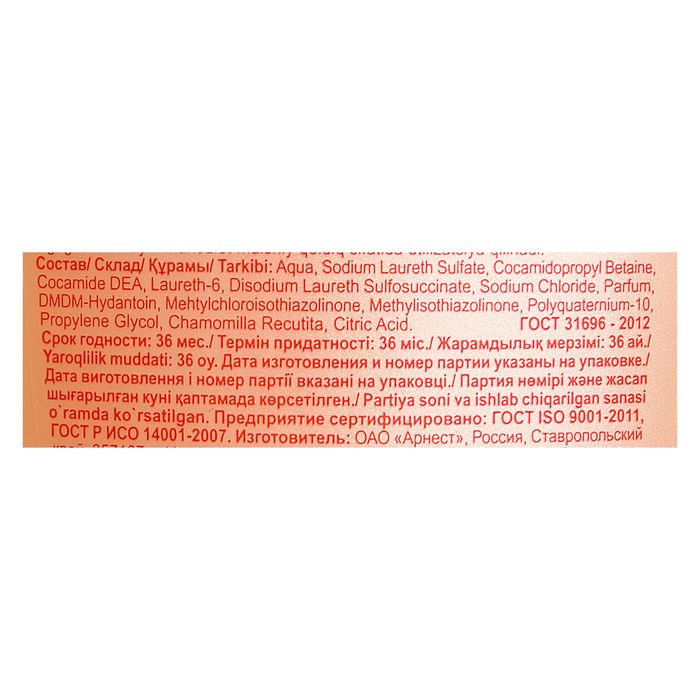 Состав/ Склад/ Құрамы/ Tarkibi: Aqua, Sodium Laureth Sulfate, Cocamidopropyl Betaine,
Cocamide DEA, Laureth-6, Disodium Laureth Sulfosuccinate, Sodium Chloride, Parfum,
DMDM-Hydantoin, Mehtylchloroisothiazolinone, Methylisothiazolinone, Polyquaternium-10,
Propylene Glycol, Chamomilla Recutita, Citric Acid. ГОСТ 31696 - 2012
Срок годности: 36 мес./ Термін придатності: 36 міс./ Жарамдылық мерзімі: 36 ай./
Yaroqlilik muddati: 36 oy. Дата изготовления и номер партии указаны на упаковке./
Дата виготовлення і номер партії вказані на упаковці./ Партия нөмірі және жасап
шығарылған күні қаптамада көрсетілген./ Partiya soni va ishlab chiqarilgan sanasi
o`ramda ko`rsatilgan. Предприятие сертифицировано: ГОСТ ISO 9001-2011,
ГОСТ Р ИСО 14001-2007. Изготовитель: ОАО «Арнест», Россия, Ставропольский